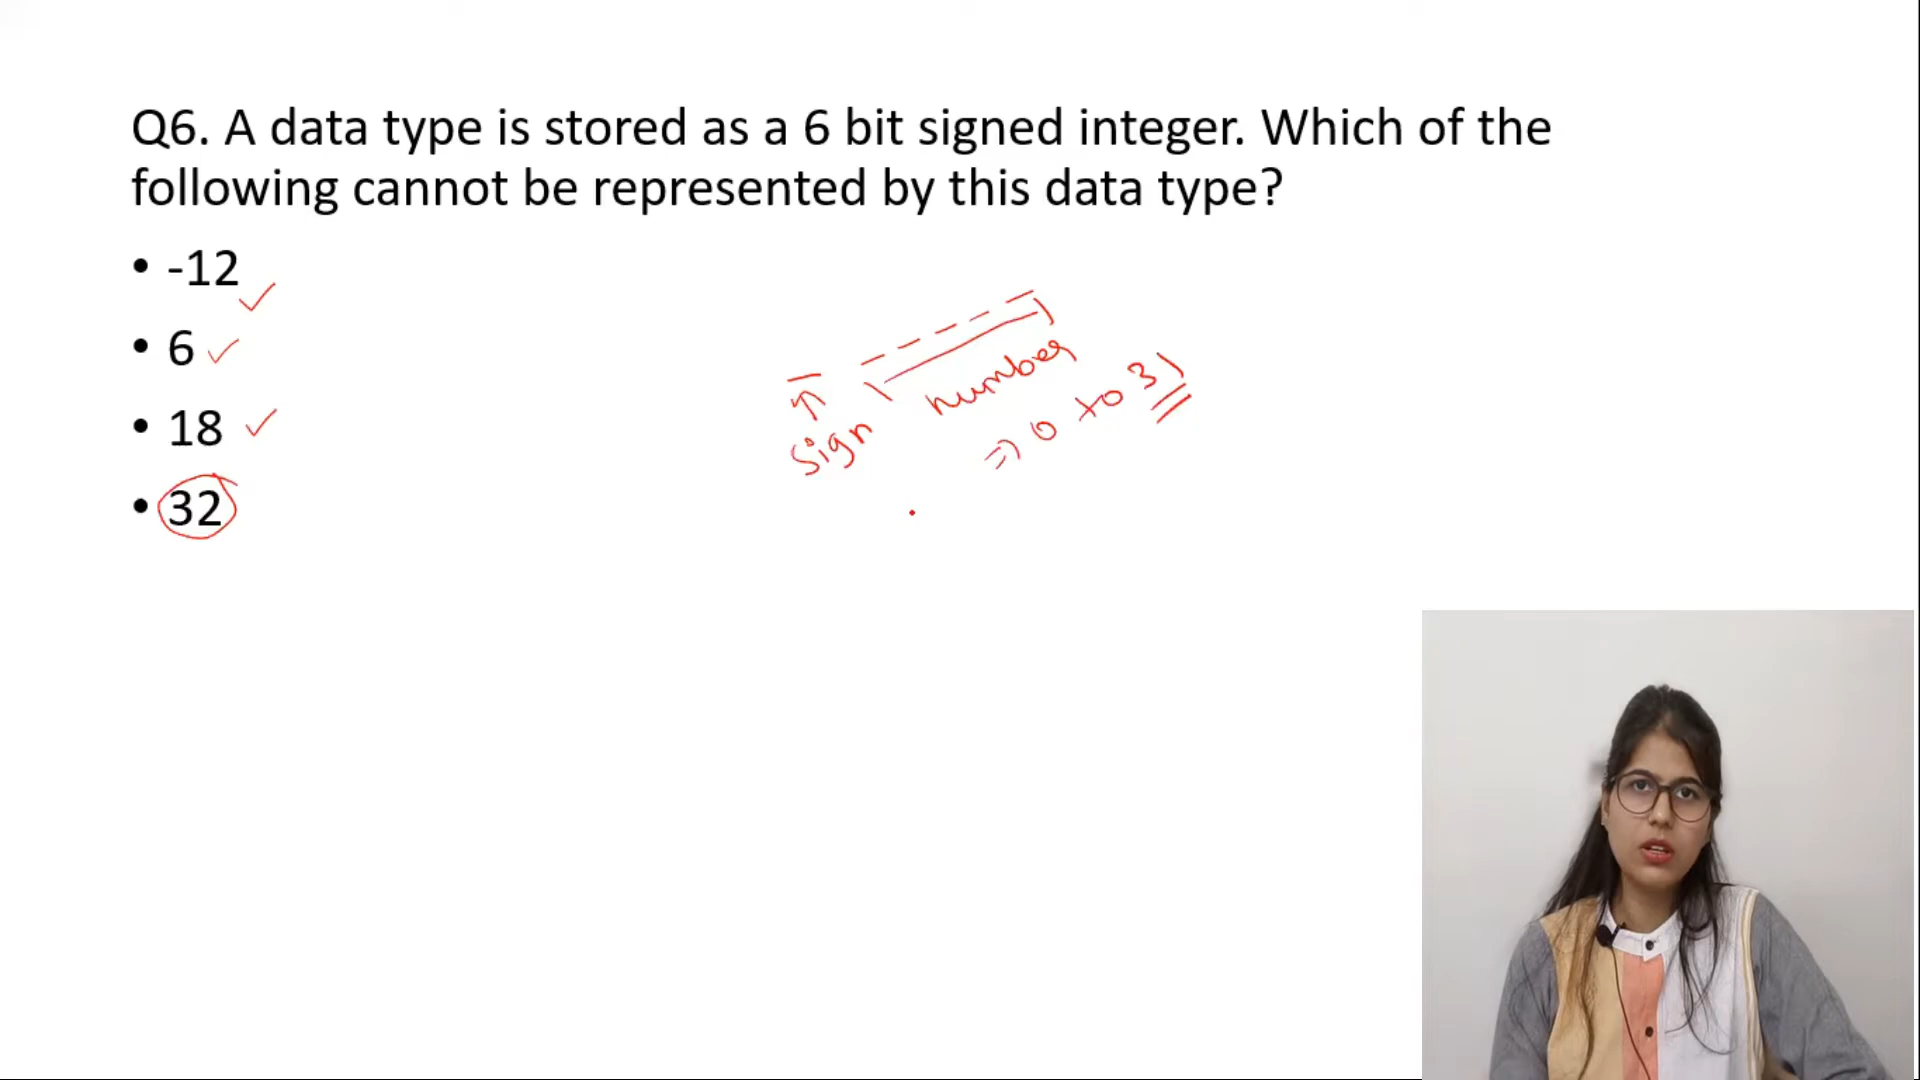 Q6. A data type is stored as a 6 bit signed integer. Which of the
following cannot be represented by this data type?
• -12
• 6
• 18
• 32
sign
number
⇒ 0 to 31